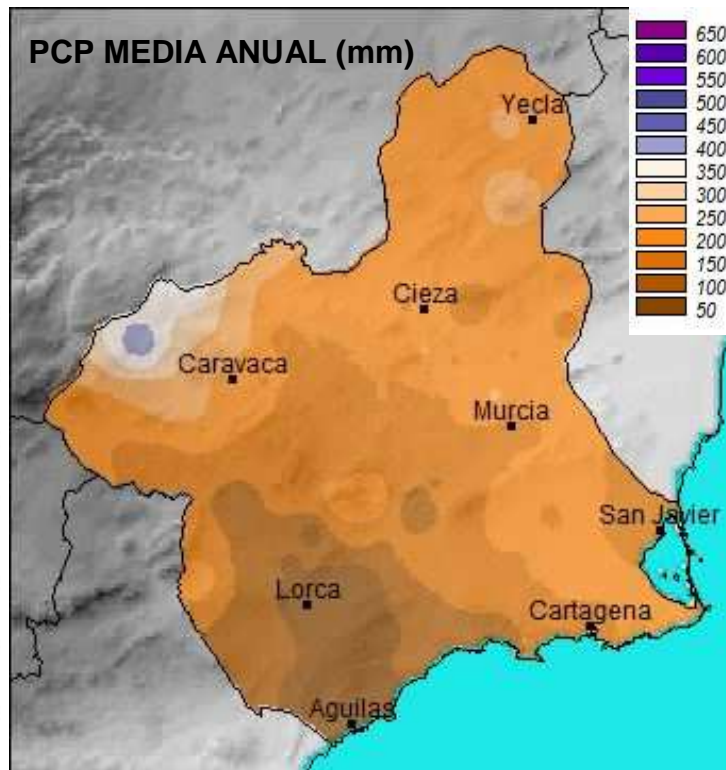 PCP MEDIA ANUAL (mm)
650
600
550
500
450
400
350
300
250
200
150
100
50
Yecla
Cieza
Caravaca
Murcia
San Javier
Lorca
Cartagena
Aguilas